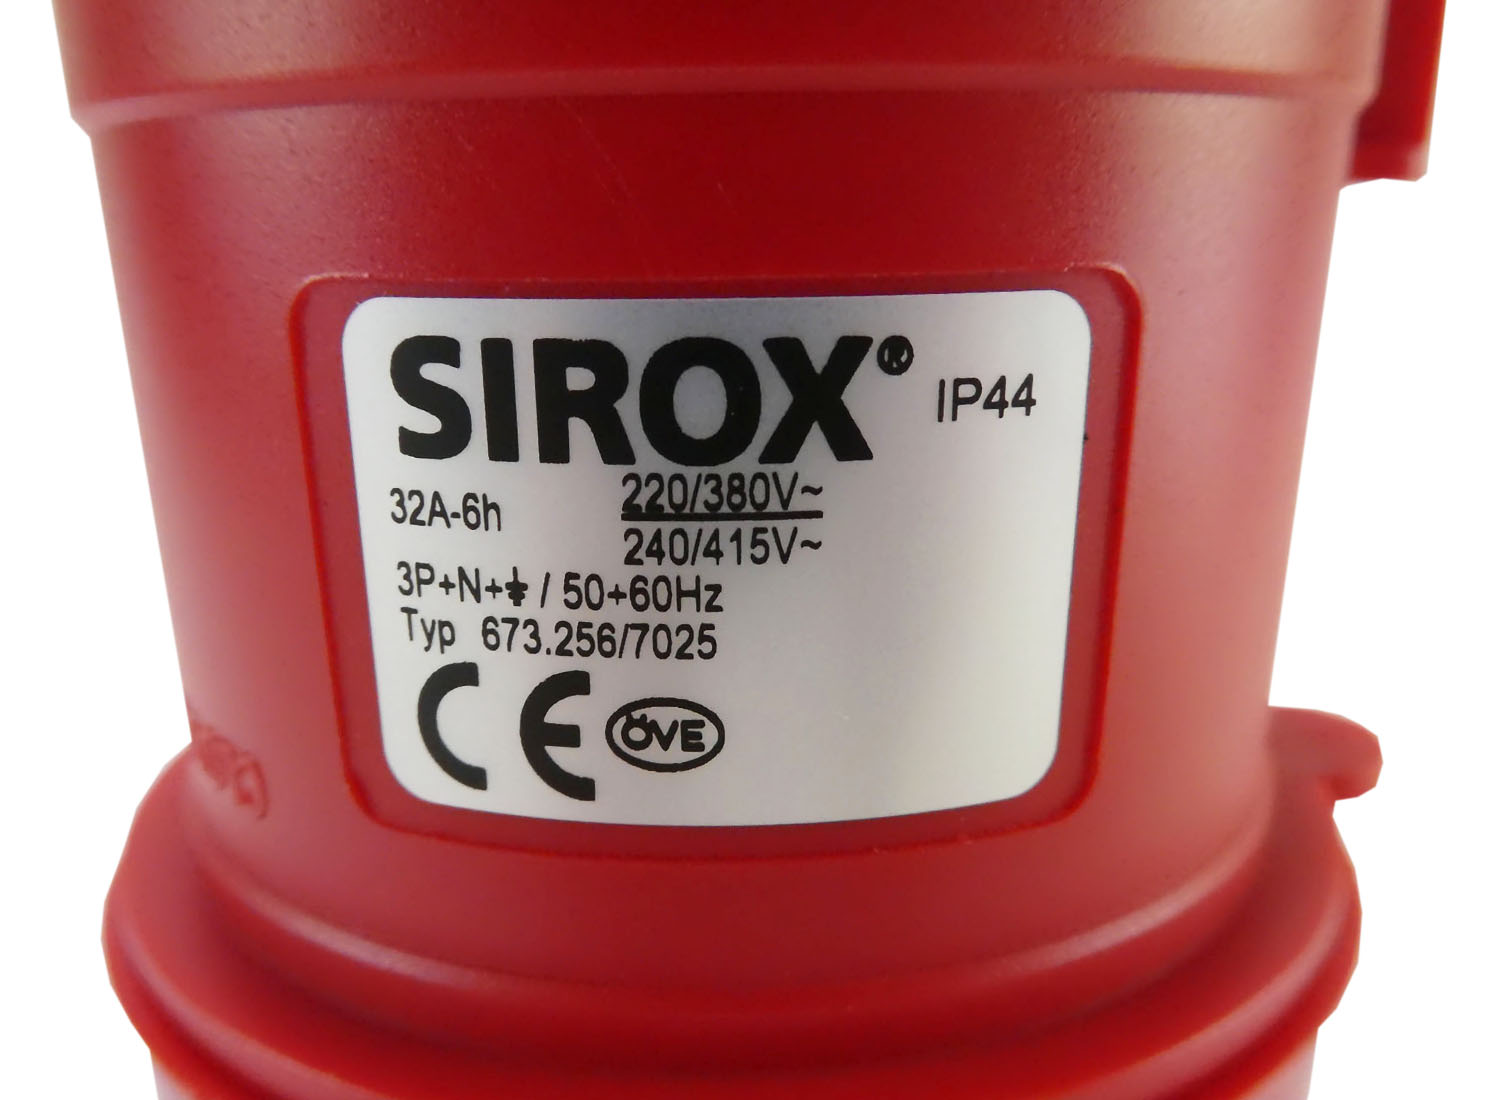 SIROX® IP44
32A-6h 220/380V~
240/415V~
3P+N+⏚ / 50+60Hz
Typ 673.256/7025
CE ÖVE